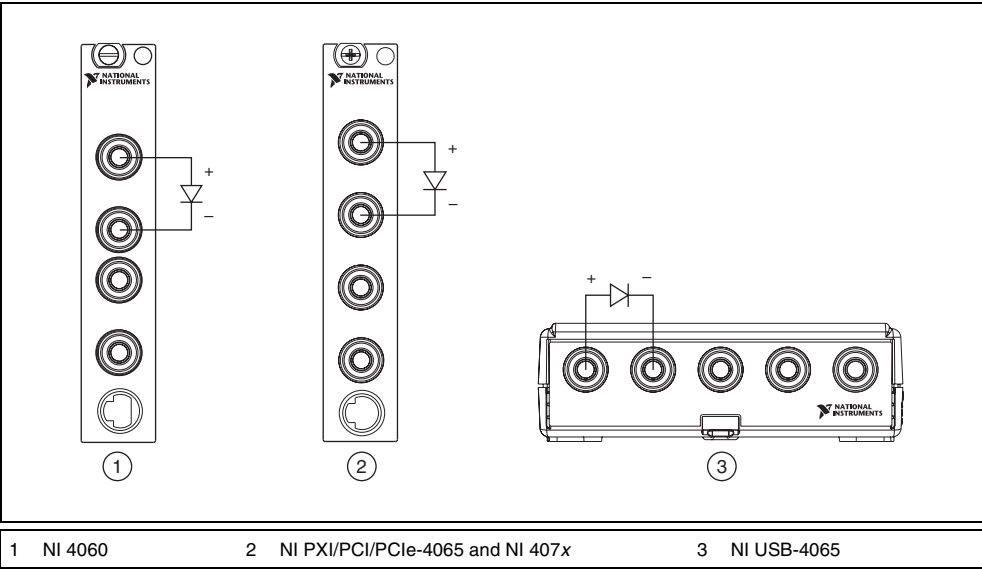 NATIONAL
INSTRUMENTS
NATIONAL
INSTRUMENTS
+
−
+
−
+ −
NATIONAL
INSTRUMENTS
1 2 3
1 NI 4060 2 NI PXI/PCI/PCIe-4065 and NI 407x 3 NI USB-4065